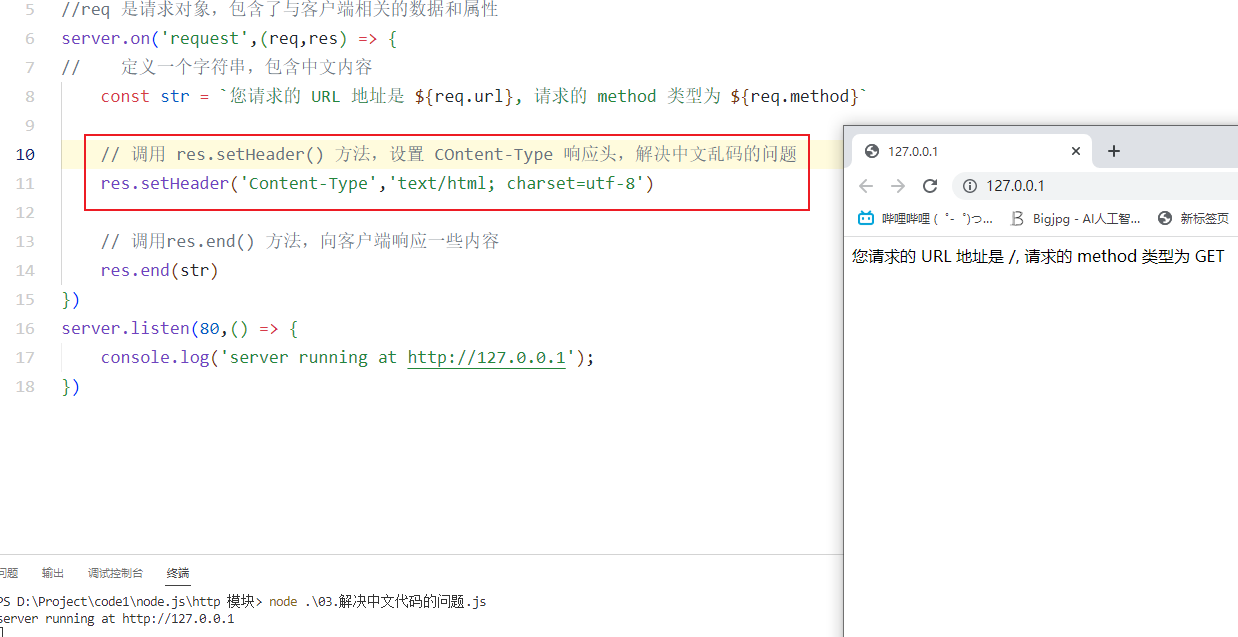 5 //req 是请求对象，包含了与客户端相关的数据和属性
6 server.on('request',(req,res) => {
7 //    定义一个字符串，包含中文内容
8     const str = `您请求的 URL 地址是 ${req.url}, 请求的 method 类型为 ${req.method}`
9
10     // 调用 res.setHeader() 方法，设置 COntent-Type 响应头，解决中文乱码的问题
11     res.setHeader('Content-Type','text/html; charset=utf-8')
12
13     // 调用res.end() 方法，向客户端响应一些内容
14     res.end(str)
15 })
16 server.listen(80,() => {
17     console.log('server running at http://127.0.0.1');
18 })
问题 输出 调试控制台 终端
PS D:\Project\code1\node.js\http 模块> node .\03.解决中文代码的问题.js
server running at http://127.0.0.1
127.0.0.1
127.0.0.1
哔哩哔哩 ( ゜- ゜)つ... Bigjpg - AI人工智... 新标签页
您请求的 URL 地址是 /, 请求的 method 类型为 GET